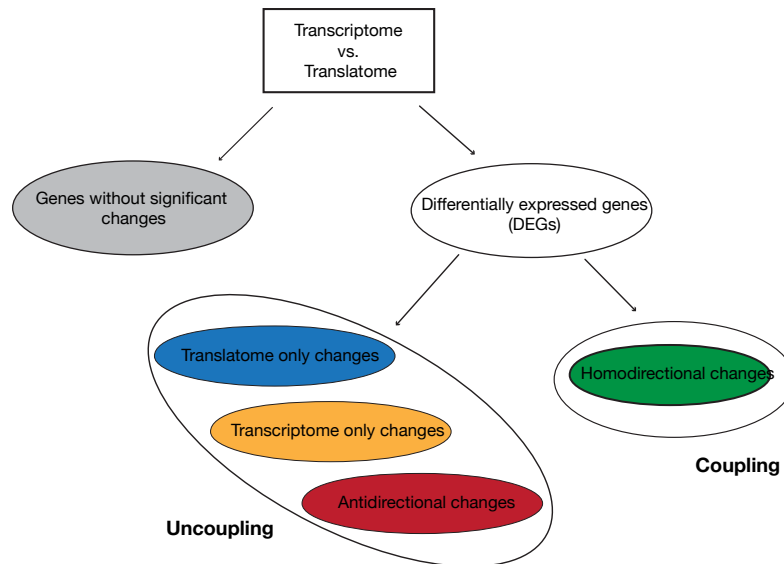 Transcriptome
vs.
Translatome
Genes without significant
changes
Differentially expressed genes
(DEGs)
Translatome only changes
Homodirectional changes
Transcriptome only changes
Coupling
Antidirectional changes
Uncoupling